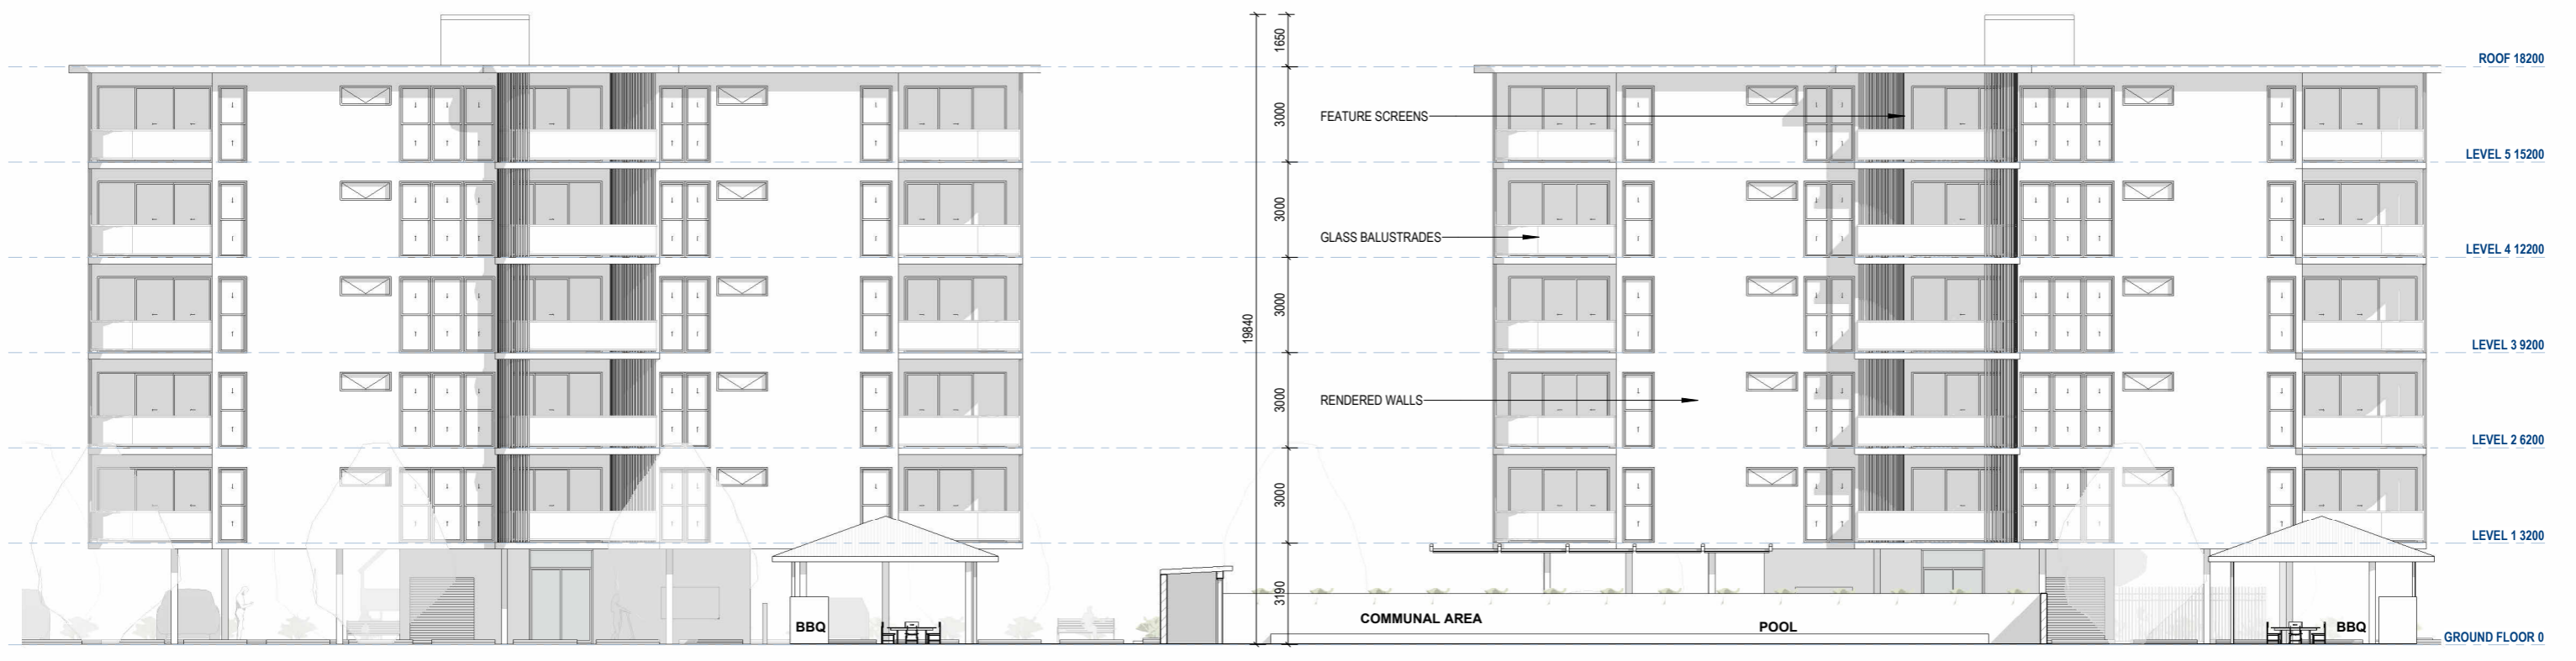 ROOF 18200
1650
3000
FEATURE SCREENS
LEVEL 5 15200
3000
GLASS BALUSTRADES
LEVEL 4 12200
3000
19840
LEVEL 3 9200
3000
RENDERED WALLS
LEVEL 2 6200
3000
LEVEL 1 3200
3190
COMMUNAL AREA
BBQ
POOL
BBQ
GROUND FLOOR 0